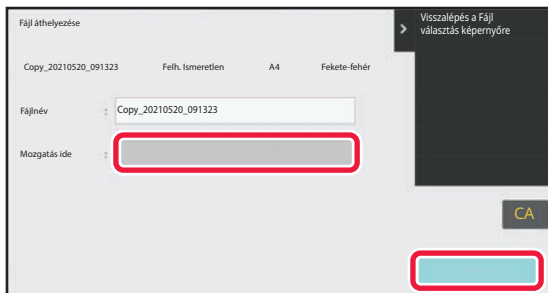 Fájl áthelyezése
Visszalépés a Fájl
választás képernyőre
Copy_20210520_091323 Felh. Ismeretlen A4 Fekete-fehér
Fájlnév : Copy_20210520_091323
Mozgatás ide :
CA